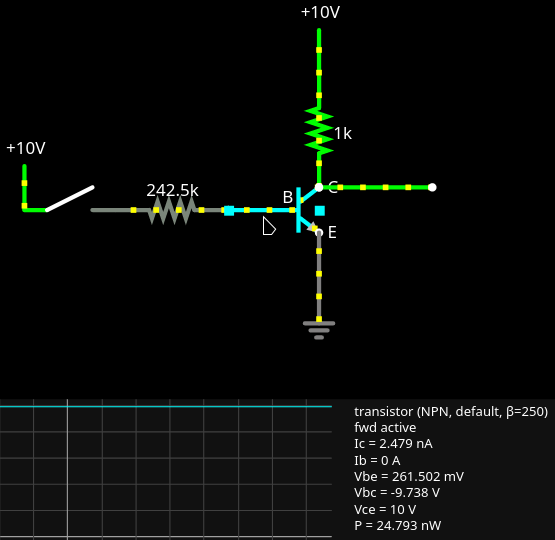 +10V
1k
+10V
242.5k
B
C
E
transistor (NPN, default, β=250)
fwd active
Ic = 2.479 nA
Ib = 0 A
Vbe = 261.502 mV
Vbc = -9.738 V
Vce = 10 V
P = 24.793 nW